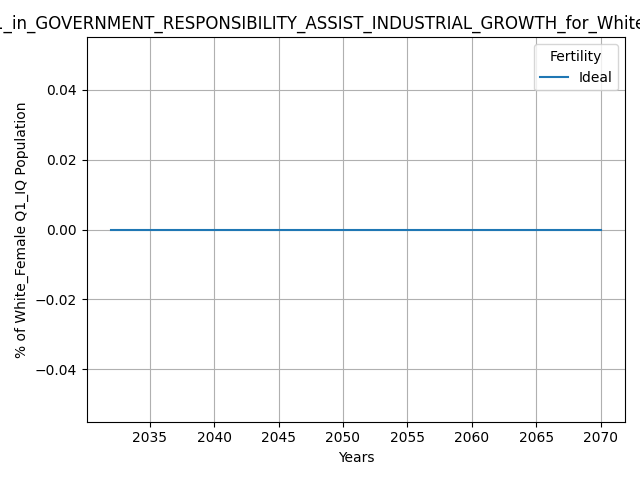 _in_GOVERNMENT_RESPONSIBILITY_ASSIST_INDUSTRIAL_GROWTH_for_White
Fertility
Ideal
0.04
0.02
0.00
−0.02
−0.04
% of White_Female Q1_IQ Population
2035 2040 2045 2050 2055 2060 2065 2070
Years